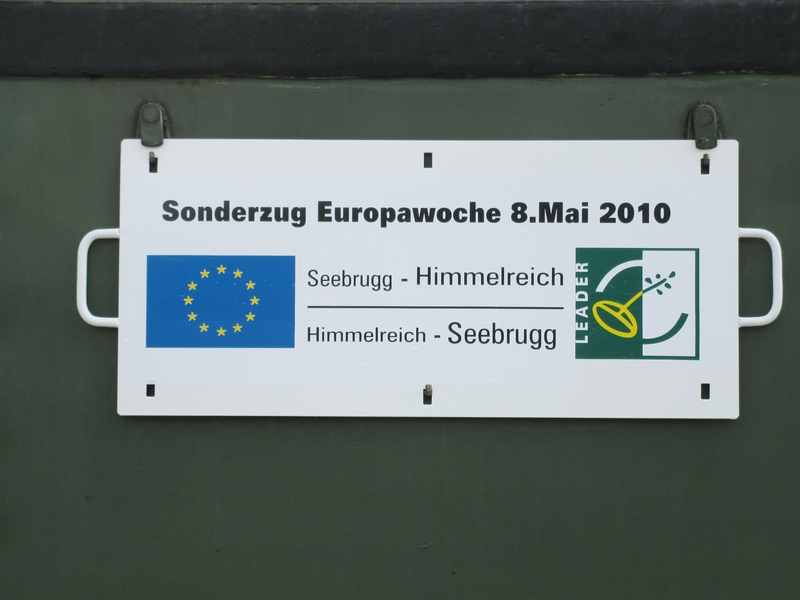 Sonderzug Europawoche 8.Mai 2010
Seebrugg - Himmelreich
Himmelreich - Seebrugg
LEADER